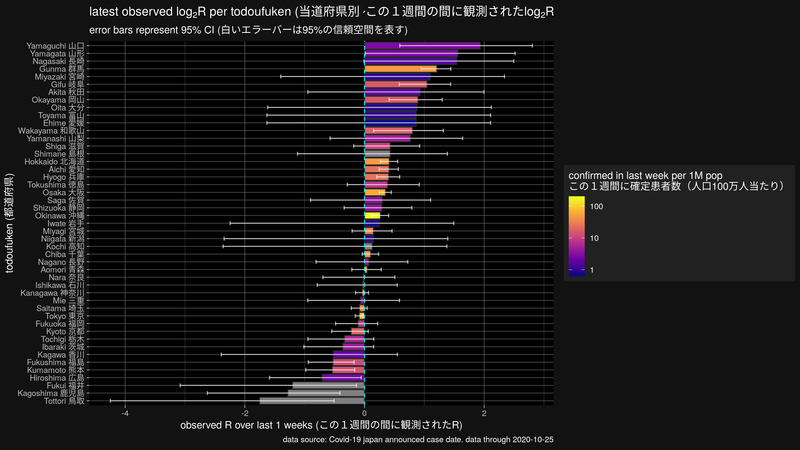 latest observed log2R per todoufuken (当道府県別 この１週間の間に観測されたlog2R
error bars represent 95% CI (白いエラーバーは95%の信頼空間を表す)
todoufuken (都道府県)
Yamaguchi 山口
Yamagata 山形
Nagasaki 長崎
Gunma 群馬
Miyazaki 宮崎
Gifu 岐阜
Akita 秋田
Okayama 岡山
Oita 大分
Toyama 富山
Ehime 愛媛
Wakayama 和歌山
Yamanashi 山梨
Shiga 滋賀
Shimane 島根
Hokkaido 北海道
Aichi 愛知
Hyogo 兵庫
Tokushima 徳島
Osaka 大阪
Saga 佐賀
Shizuoka 静岡
Okinawa 沖縄
Iwate 岩手
Miyagi 宮城
Niigata 新潟
Kochi 高知
Chiba 千葉
Nagano 長野
Aomori 青森
Nara 奈良
Ishikawa 石川
Kanagawa 神奈川
Mie 三重
Saitama 埼玉
Tokyo 東京
Fukuoka 福岡
Kyoto 京都
Tochigi 栃木
Ibaraki 茨城
Kagawa 香川
Fukushima 福島
Kumamoto 熊本
Hiroshima 広島
Fukui 福井
Kagoshima 鹿児島
Tottori 鳥取
-4 -2 0 2
observed R over last 1 weeks (この１週間の間に観測されたR)
data source: Covid-19 japan announced case date. data through 2020-10-25
confirmed in last week per 1M pop
この１週間に確定患者数（人口100万人当たり）
100
10
1